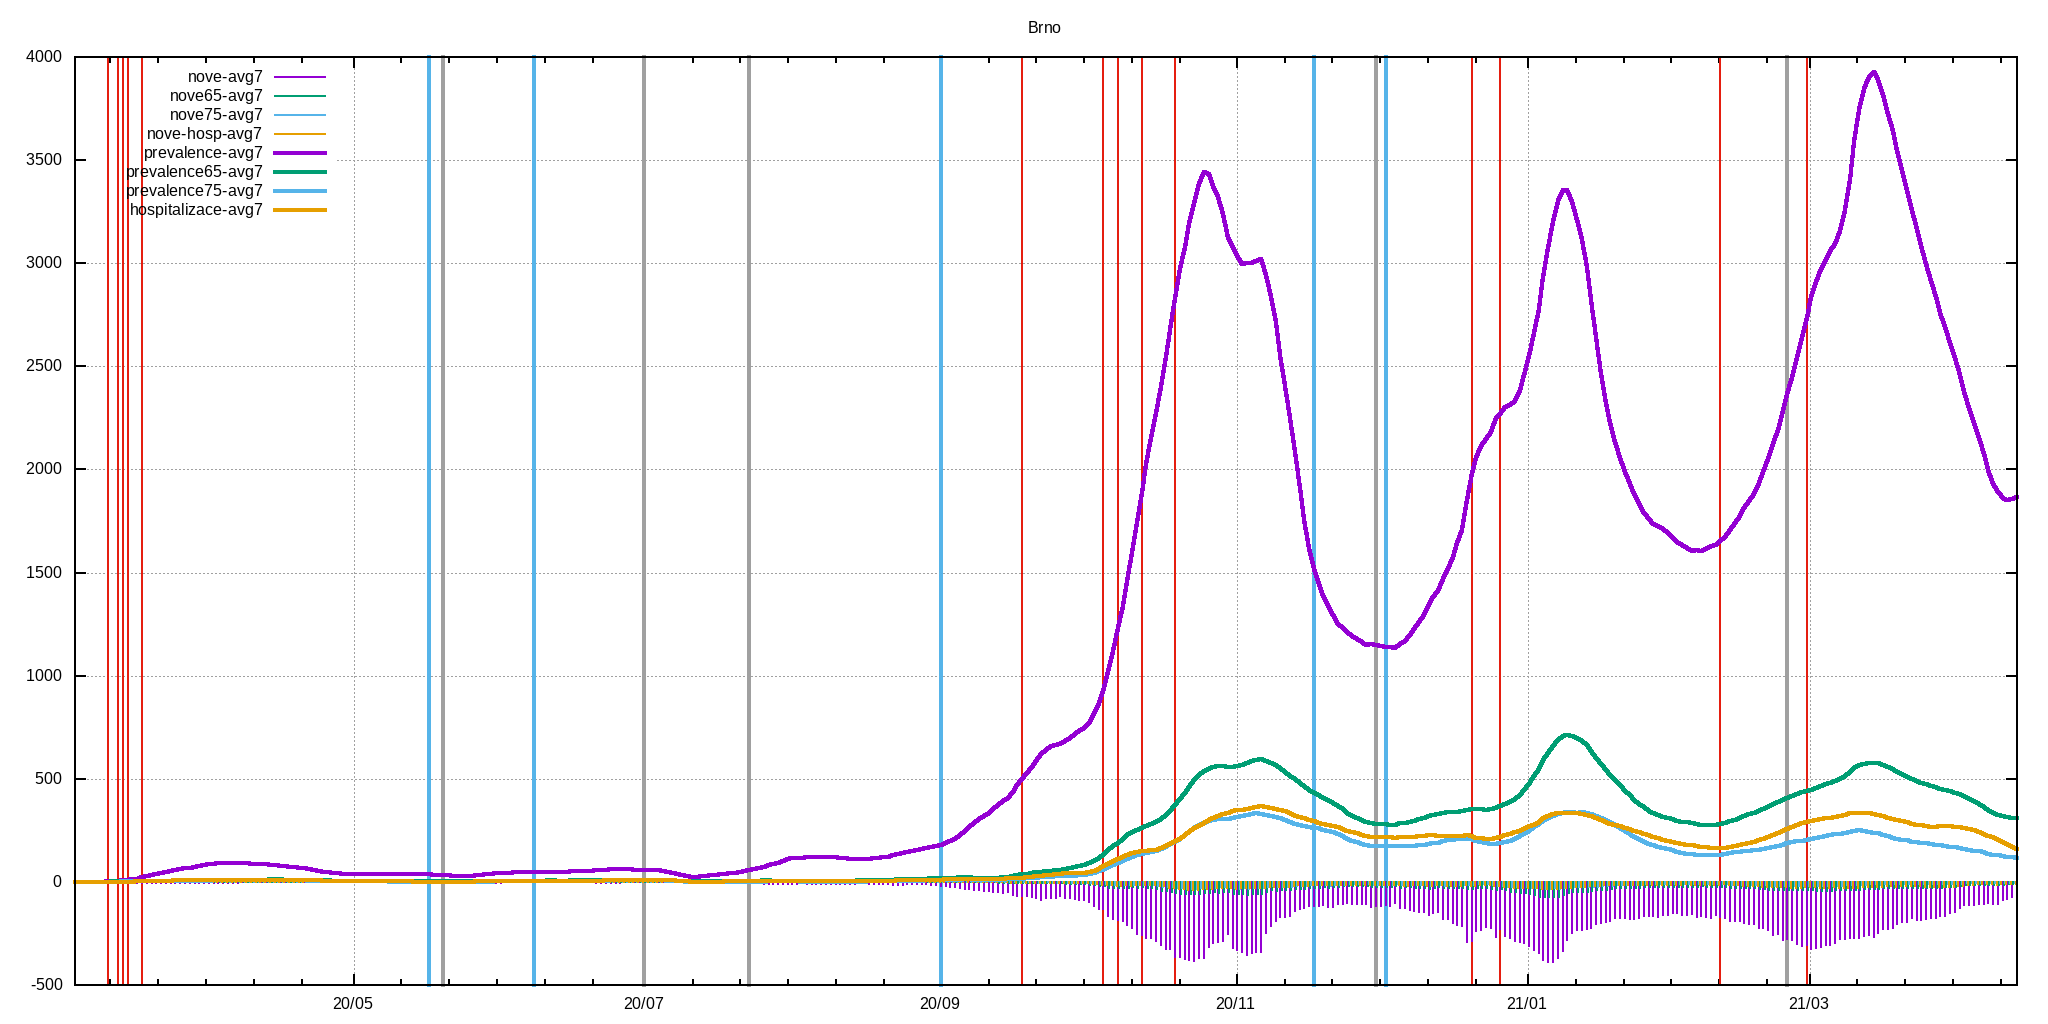 Brno
4000
3500
3000
2500
2000
1500
1000
500
0
-500
nove-avg7
nove65-avg7
nove75-avg7
nove-hosp-avg7
prevalence-avg7
prevalence65-avg7
prevalence75-avg7
hospitalizace-avg7
20/05
20/07
20/09
20/11
21/01
21/03